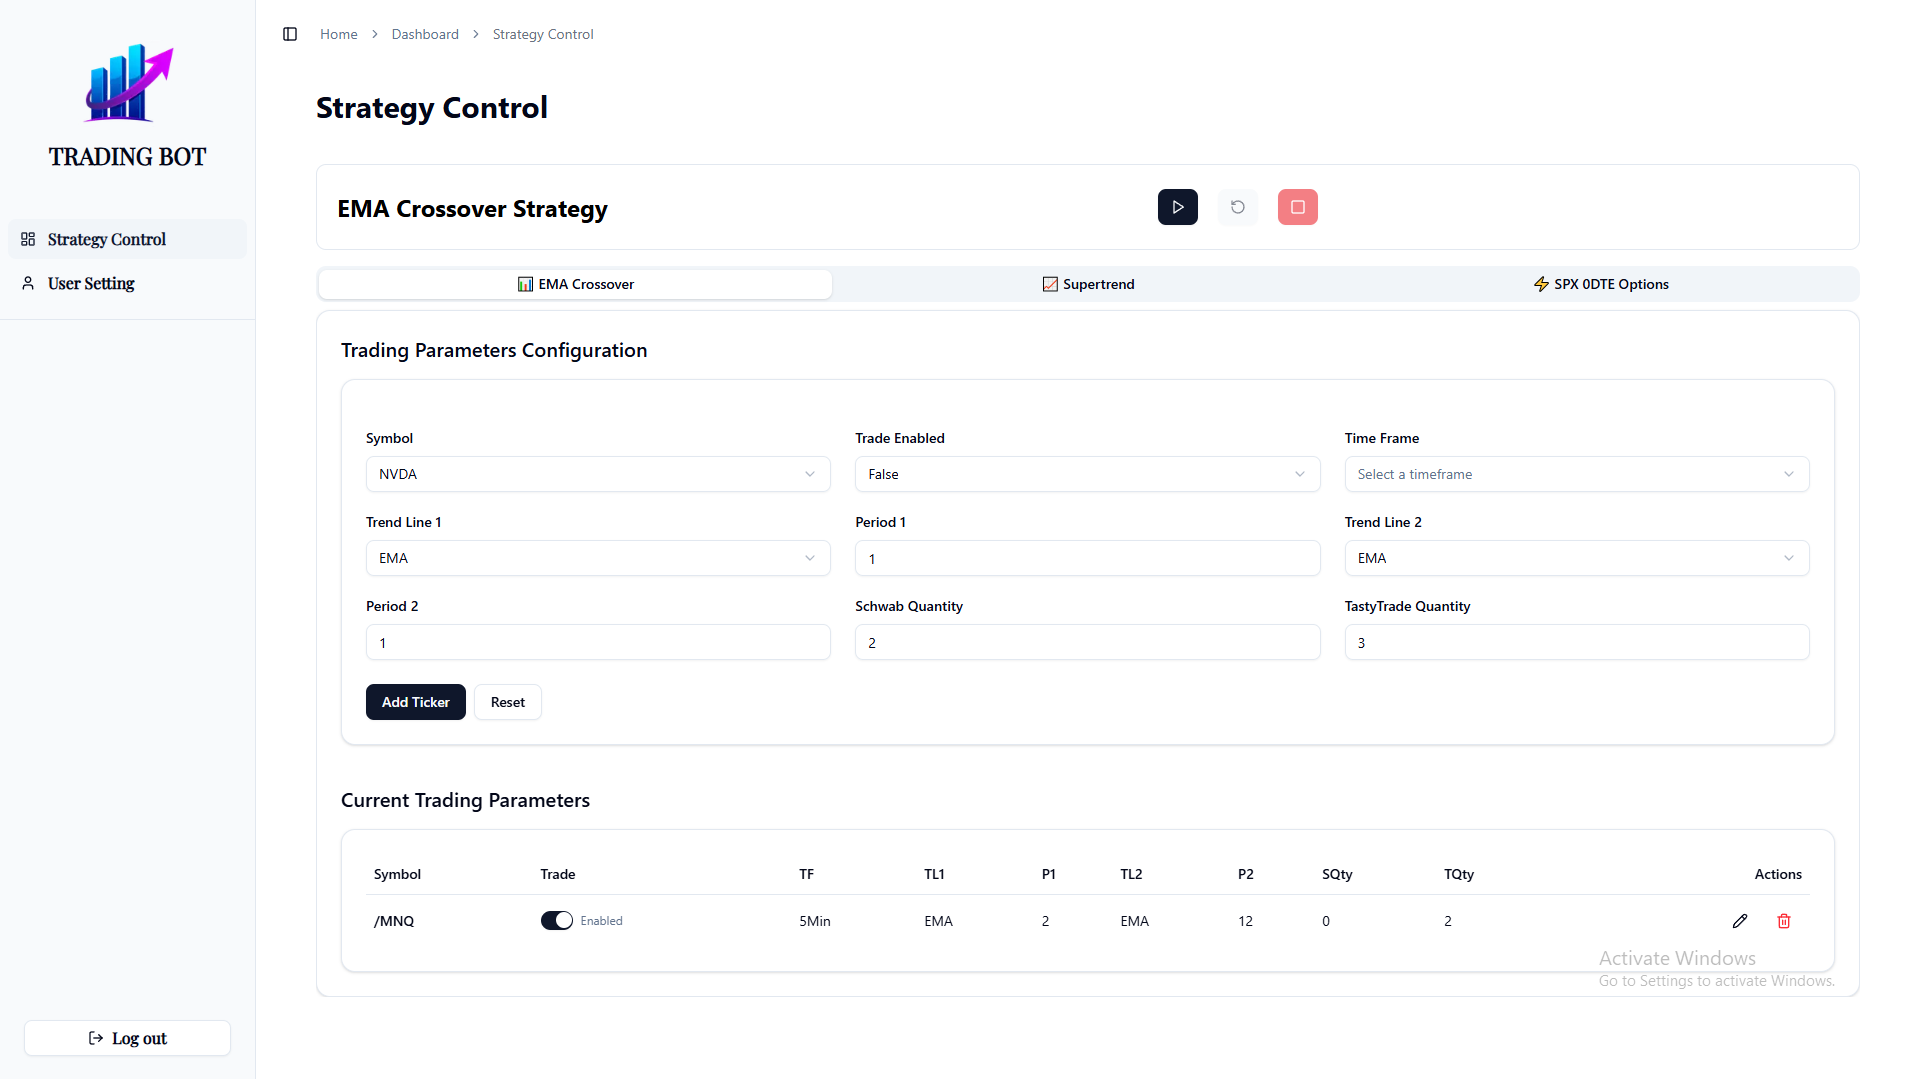 TRADING BOT
Strategy Control
User Setting
Log out
Home > Dashboard > Strategy Control
Strategy Control
EMA Crossover Strategy
EMA Crossover
Supertrend
SPX 0DTE Options
Trading Parameters Configuration
Symbol Trade Enabled Time Frame
NVDA False Select a timeframe
Trend Line 1 Period 1 Trend Line 2
EMA 1 EMA
Period 2 Schwab Quantity TastyTrade Quantity
1 2 3
Add Ticker Reset
Current Trading Parameters
Symbol Trade TF TL1 P1 TL2 P2 SQty TQty Actions
/MNQ Enabled 5Min EMA 2 EMA 12 0 2
Activate Windows
Go to Settings to activate Windows.